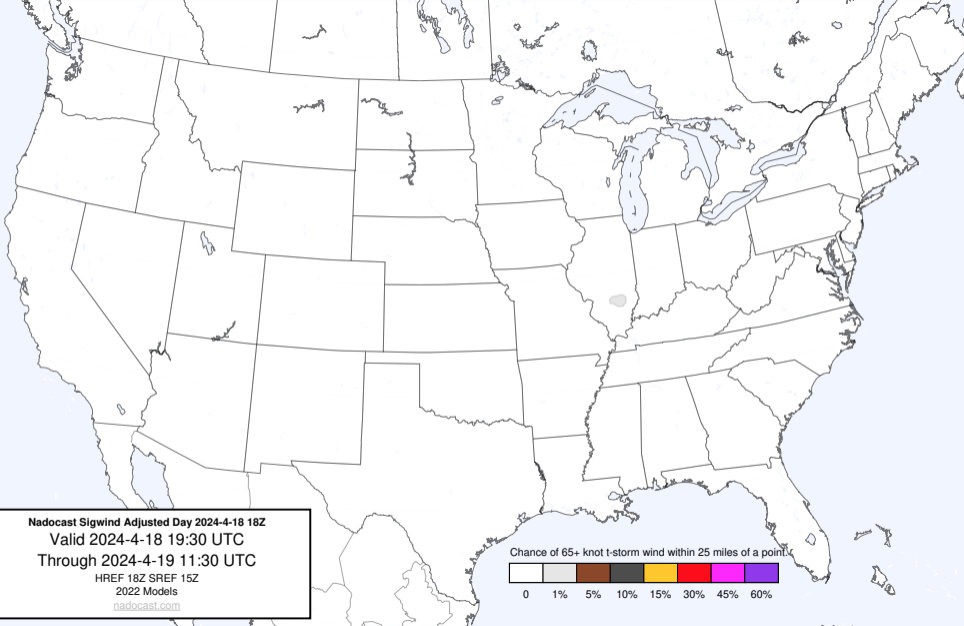 Nadocast Sigwind Adjusted Day 2024-4-18 18Z
Valid 2024-4-18 19:30 UTC
Through 2024-4-19 11:30 UTC
HREF 18Z SREF 15Z
2022 Models
nadocast.com
Chance of 65+ knot t-storm wind within 25 miles of a point.
0 1% 5% 10% 15% 30% 45% 60%